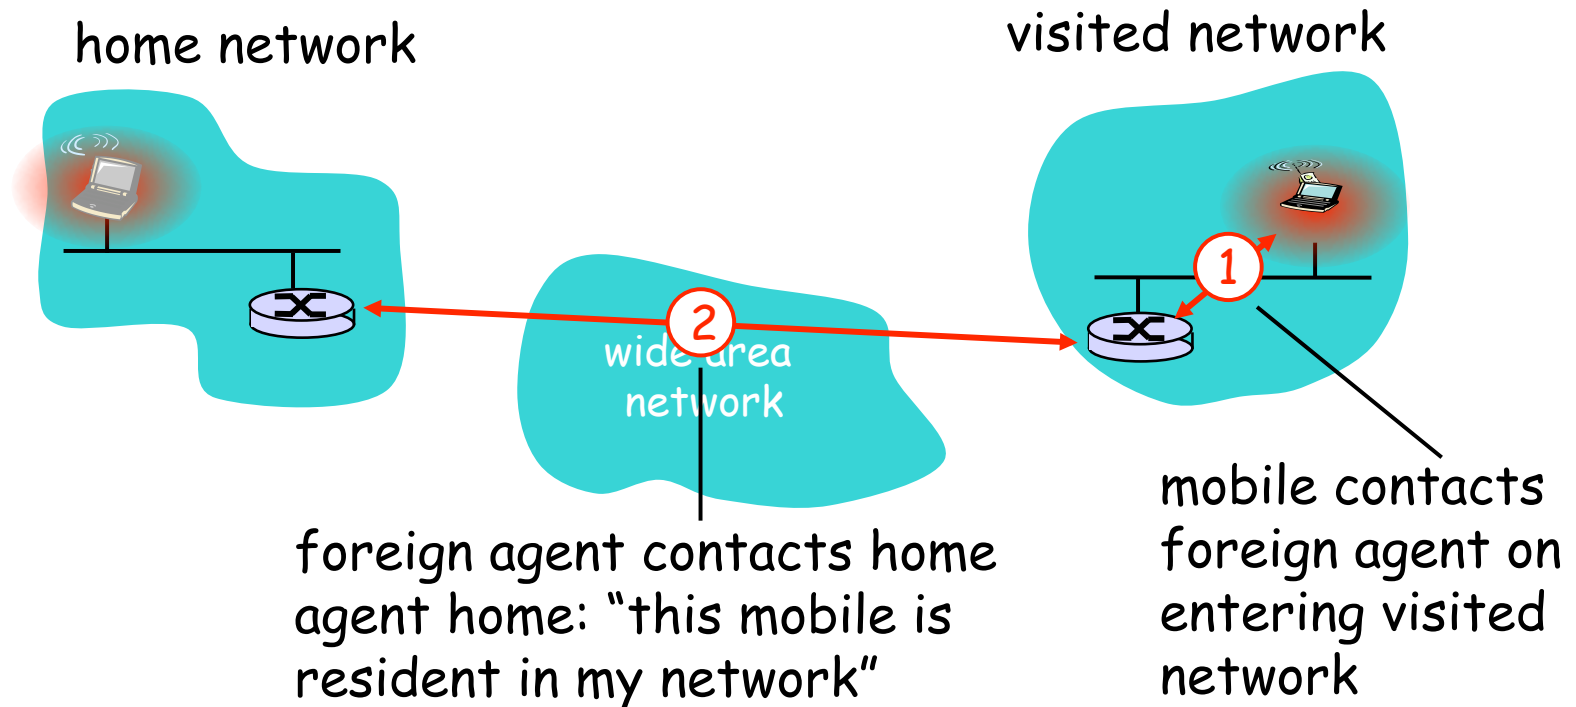 home network
visited network
1
2
wide area
network
foreign agent contacts home
agent home: “this mobile is
resident in my network”
mobile contacts
foreign agent on
entering visited
network